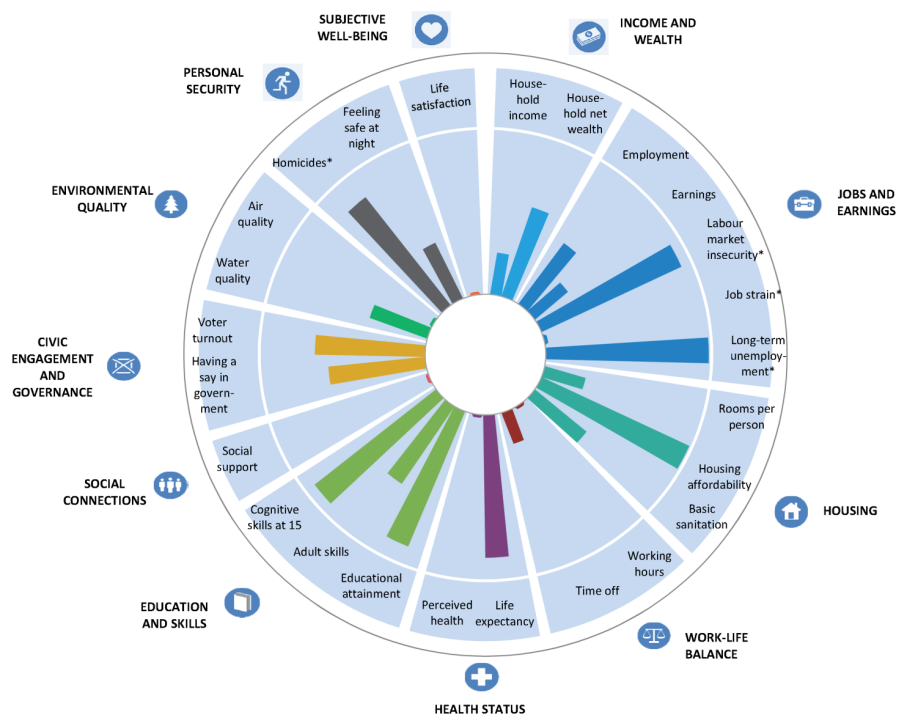 SUBJECTIVE
WELL-BEING
INCOME AND
WEALTH
PERSONAL
SECURITY
Life
satisfaction
House-
hold
income
House-
hold net
wealth
Feeling
safe at
night
Homicides*
Employment
Earnings
Labour
market
insecurity*
Job strain*
Long-term
unemploy-
ment*
JOBS AND
EARNINGS
ENVIRONMENTAL
QUALITY
Air
quality
Water
quality
CIVIC
ENGAGEMENT
AND
GOVERNANCE
Voter
turnout
Having a
say in
govern-
ment
Rooms per
person
Housing
affordability
Basic
sanitation
HOUSING
SOCIAL
CONNECTIONS
Social
support
Cognitive
skills at 15
Adult skills
Educational
attainment
EDUCATION
AND SKILLS
Perceived
health
Life
expectancy
HEALTH STATUS
Working
hours
Time off
WORK-LIFE
BALANCE